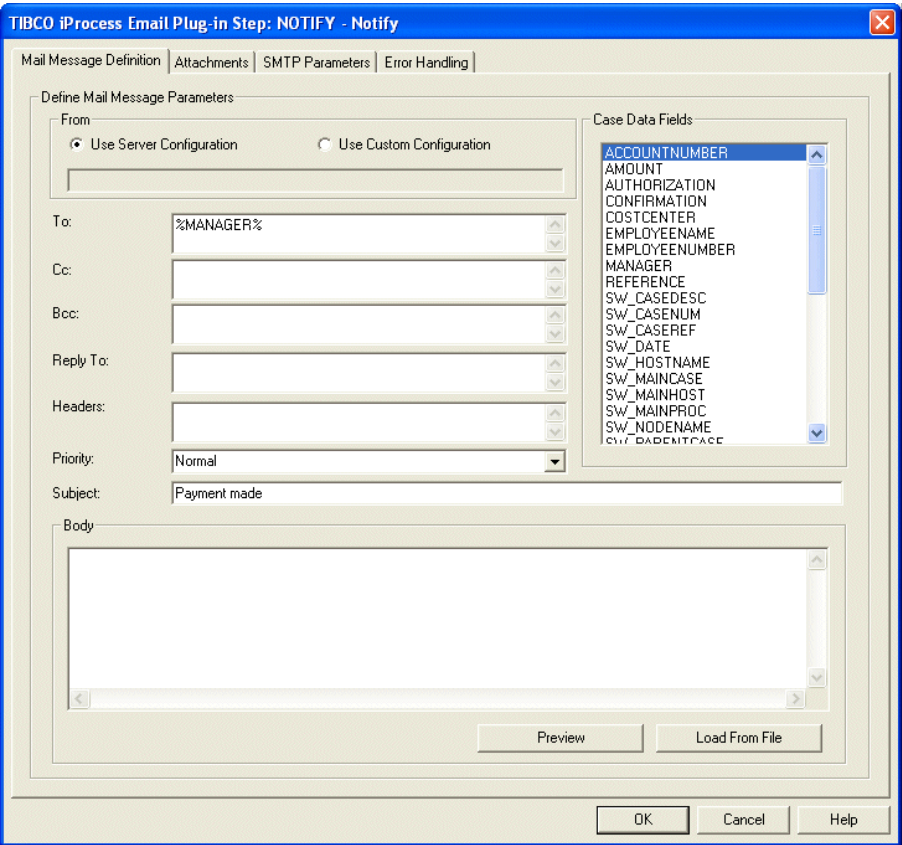 TIBCO iProcess Email Plug-in Step: NOTIFY - Notify
Mail Message Definition Attachments SMTP Parameters Error Handling
Define Mail Message Parameters
From
Use Server Configuration Use Custom Configuration
To: %MANAGER%
Cc:
Bcc:
Reply To:
Headers:
Priority: Normal
Subject: Payment made
Case Data Fields
ACCOUNTNUMBER
AMOUNT
AUTHORIZATION
CONFIRMATION
COSTCENTER
EMPLOYEENAME
EMPLOYEENUMBER
MANAGER
REFERENCE
SW_CASEDESC
SW_CASENUM
SW_CASEREF
SW_DATE
SW_HOSTNAME
SW_MAINCASE
SW_MAINHOST
SW_MAINPROC
SW_NODENAME
SW_PARENTCASE
Body
Preview Load From File
OK Cancel Help